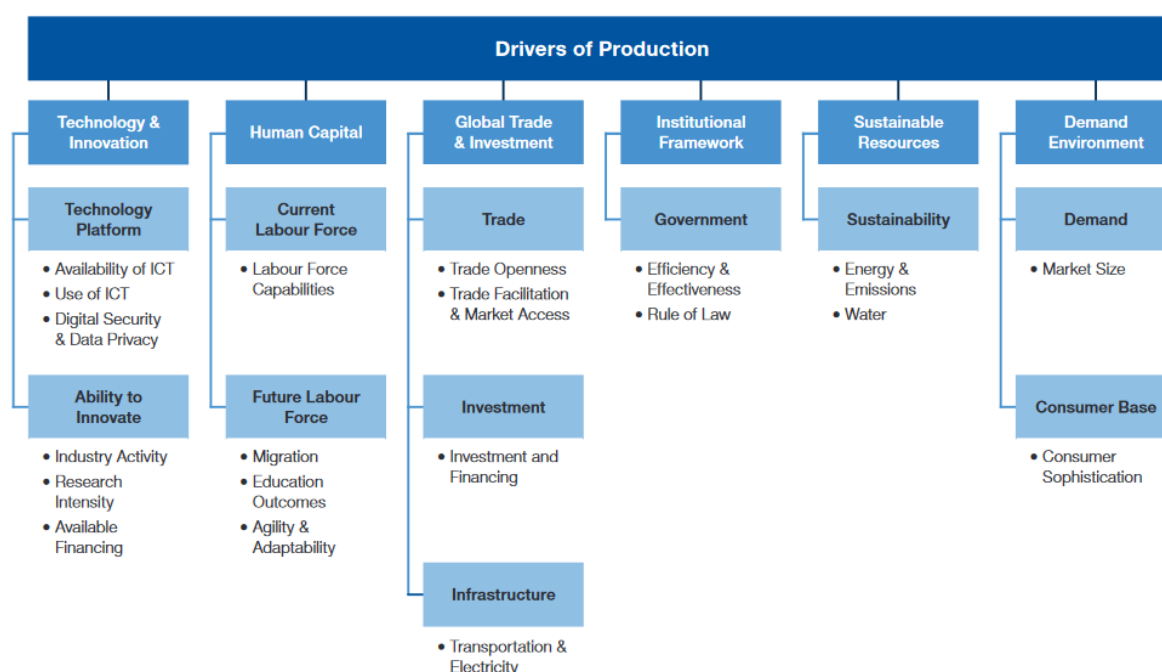 Drivers of Production
Technology &
Innovation
Technology
Platform
• Availability of ICT
• Use of ICT
• Digital Security
& Data Privacy
Ability to
Innovate
• Industry Activity
• Research
Intensity
• Available
Financing
Human Capital
Current
Labour Force
• Labour Force
Capabilities
Future Labour
Force
• Migration
• Education
Outcomes
• Agility &
Adaptability
Global Trade
& Investment
Trade
• Trade Openness
• Trade Facilitation
& Market Access
Investment
• Investment and
Financing
Infrastructure
• Transportation &
Electricity
Institutional
Framework
Government
• Efficiency &
Effectiveness
• Rule of Law
Sustainable
Resources
Sustainability
• Energy &
Emissions
• Water
Demand
Environment
Demand
• Market Size
Consumer Base
• Consumer
Sophistication